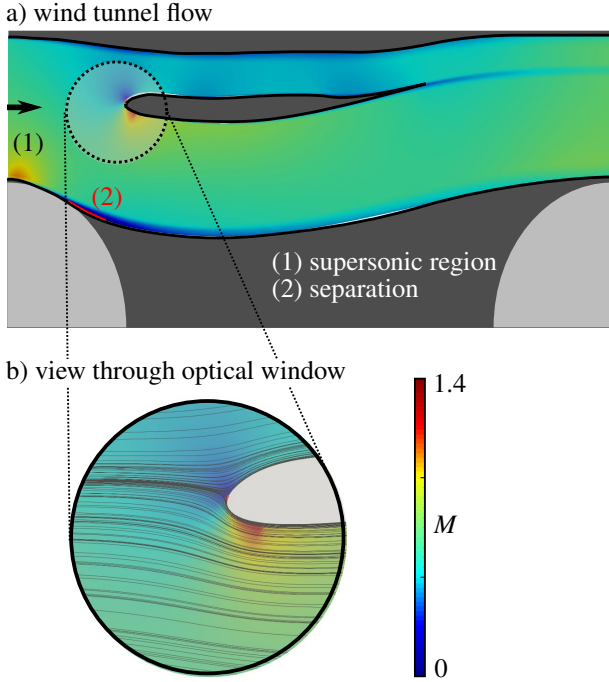 a) wind tunnel flow
(1)
(2)
(1) supersonic region
(2) separation
b) view through optical window
1.4
M
0